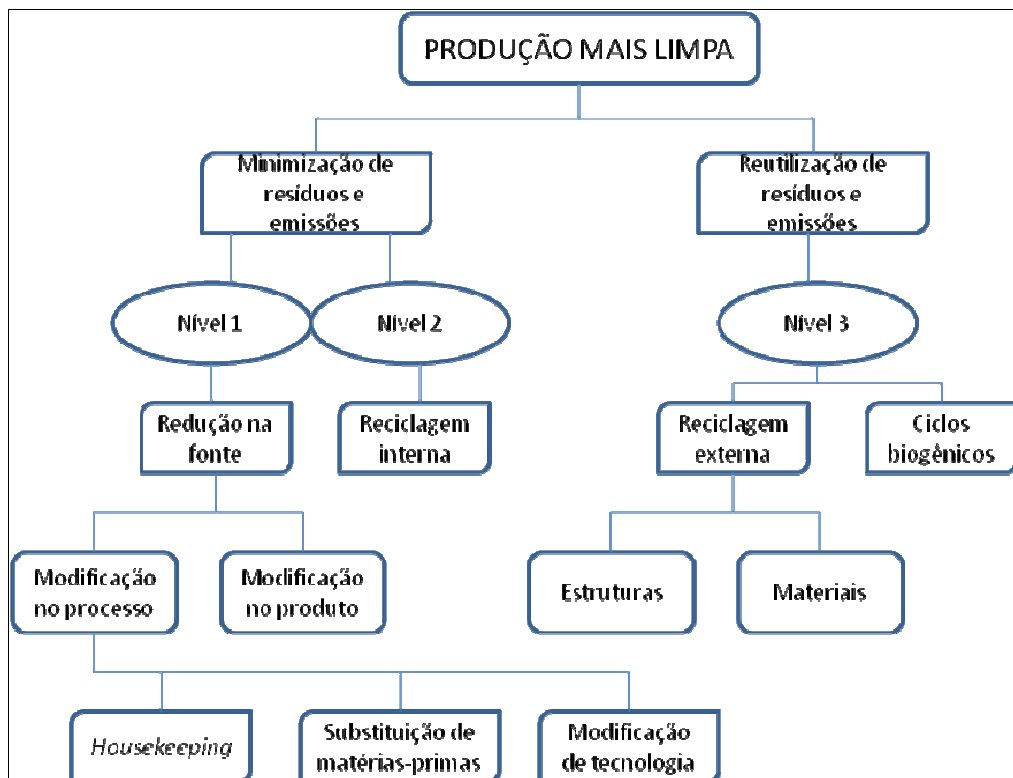 PRODUÇÃO MAIS LIMPA
Minimização de
resíduos e
emissões
Reutilização de
resíduos e
emissões
Nível 1
Nível 2
Nível 3
Redução na
fonte
Reciclagem
interna
Reciclagem
externa
Ciclos
biogênicos
Modificação
no processo
Modificação
no produto
Estruturas
Materiais
Housekeeping
Substituição de
matérias-primas
Modificação
de tecnologia